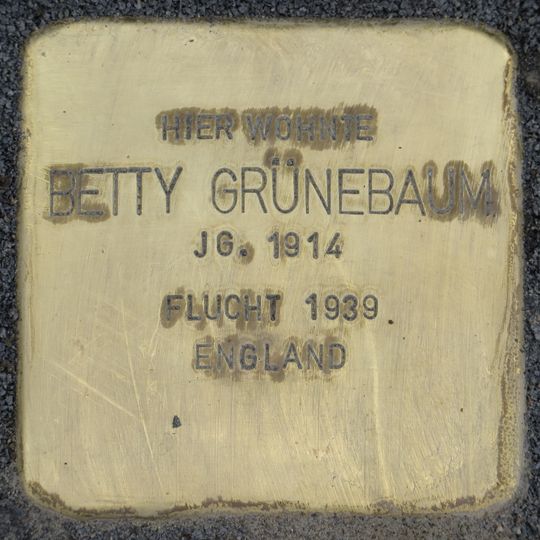 HIER WOHNTE
BETTY GRÜNEBAUM
JG. 1914
FLUCHT 1939
ENGLAND